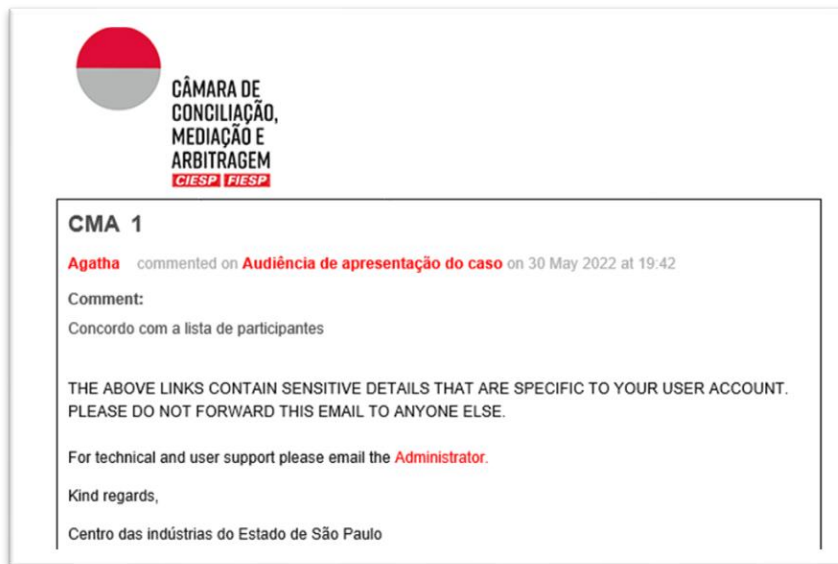 CÂMARA DE
CONCILIAÇÃO,
MEDIAÇÃO E
ARBITRAGEM
CIESP FIESP
CMA 1
Agatha commented on Audiência de apresentação do caso on 30 May 2022 at 19:42
Comment:
Concordo com a lista de participantes
THE ABOVE LINKS CONTAIN SENSITIVE DETAILS THAT ARE SPECIFIC TO YOUR USER ACCOUNT.
PLEASE DO NOT FORWARD THIS EMAIL TO ANYONE ELSE.
For technical and user support please email the Administrator.
Kind regards,
Centro das indústrias do Estado de São Paulo